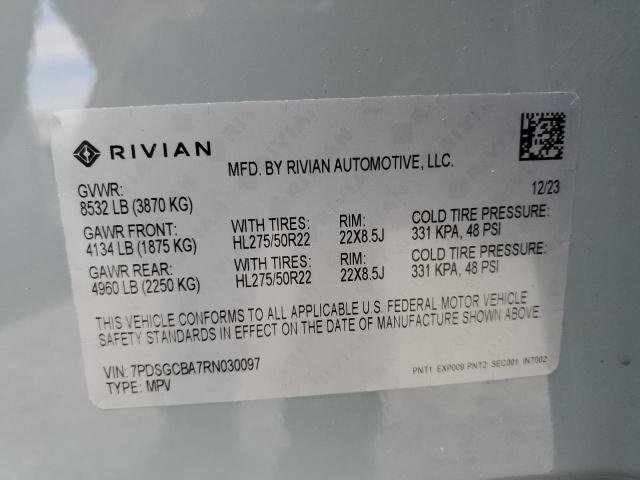 RIVIAN
MFD. BY RIVIAN AUTOMOTIVE, LLC.
GVWR:
8532 LB (3870 KG)
12/23
GAWR FRONT: WITH TIRES: RIM: COLD TIRE PRESSURE:
4134 LB (1875 KG) HL275/50R22 22X8.5J 331 KPA, 48 PSI
GAWR REAR: WITH TIRES: RIM: COLD TIRE PRESSURE:
4960 LB (2250 KG) HL275/50R22 22X8.5J 331 KPA, 48 PSI
THIS VEHICLE CONFORMS TO ALL APPLICABLE U.S. FEDERAL MOTOR VEHICLE
SAFETY STANDARDS IN EFFECT ON THE DATE OF MANUFACTURE SHOWN ABOVE.
VIN: 7PDSGCBA7RN030097
TYPE: MPV
PNT1: EXP009 PNT2: SEC001 INT002